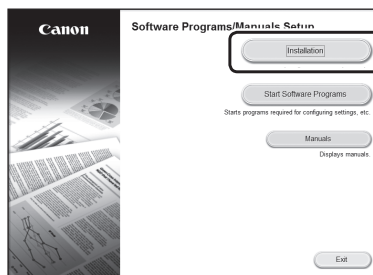 Canon
Software Programs/Manuals Setup
Installation
Start Software Programs
Starts programs required for configuring settings, etc.
Manuals
Displays manuals.
Exit